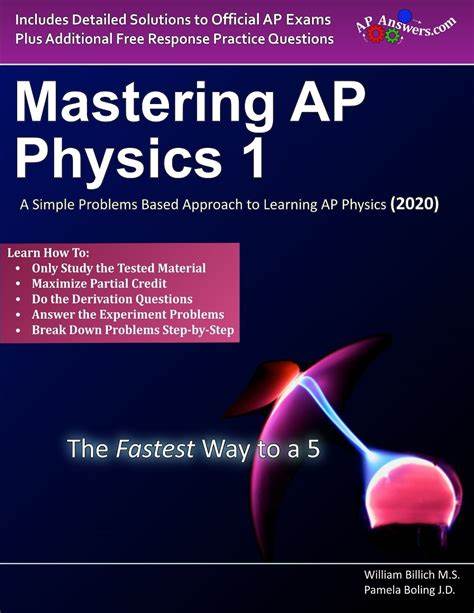 Includes Detailed Solutions to Official AP Exams
Plus Additional Free Response Practice Questions
AP Answers.com
Mastering AP
Physics 1
A Simple Problems Based Approach to Learning AP Physics (2020)
Learn How To:
• Only Study the Tested Material
• Maximize Partial Credit
• Do the Derivation Questions
• Answer the Experiment Problems
• Break Down Problems Step-by-Step
The Fastest Way to a 5
William Billich M.S.
Pamela Boling J.D.